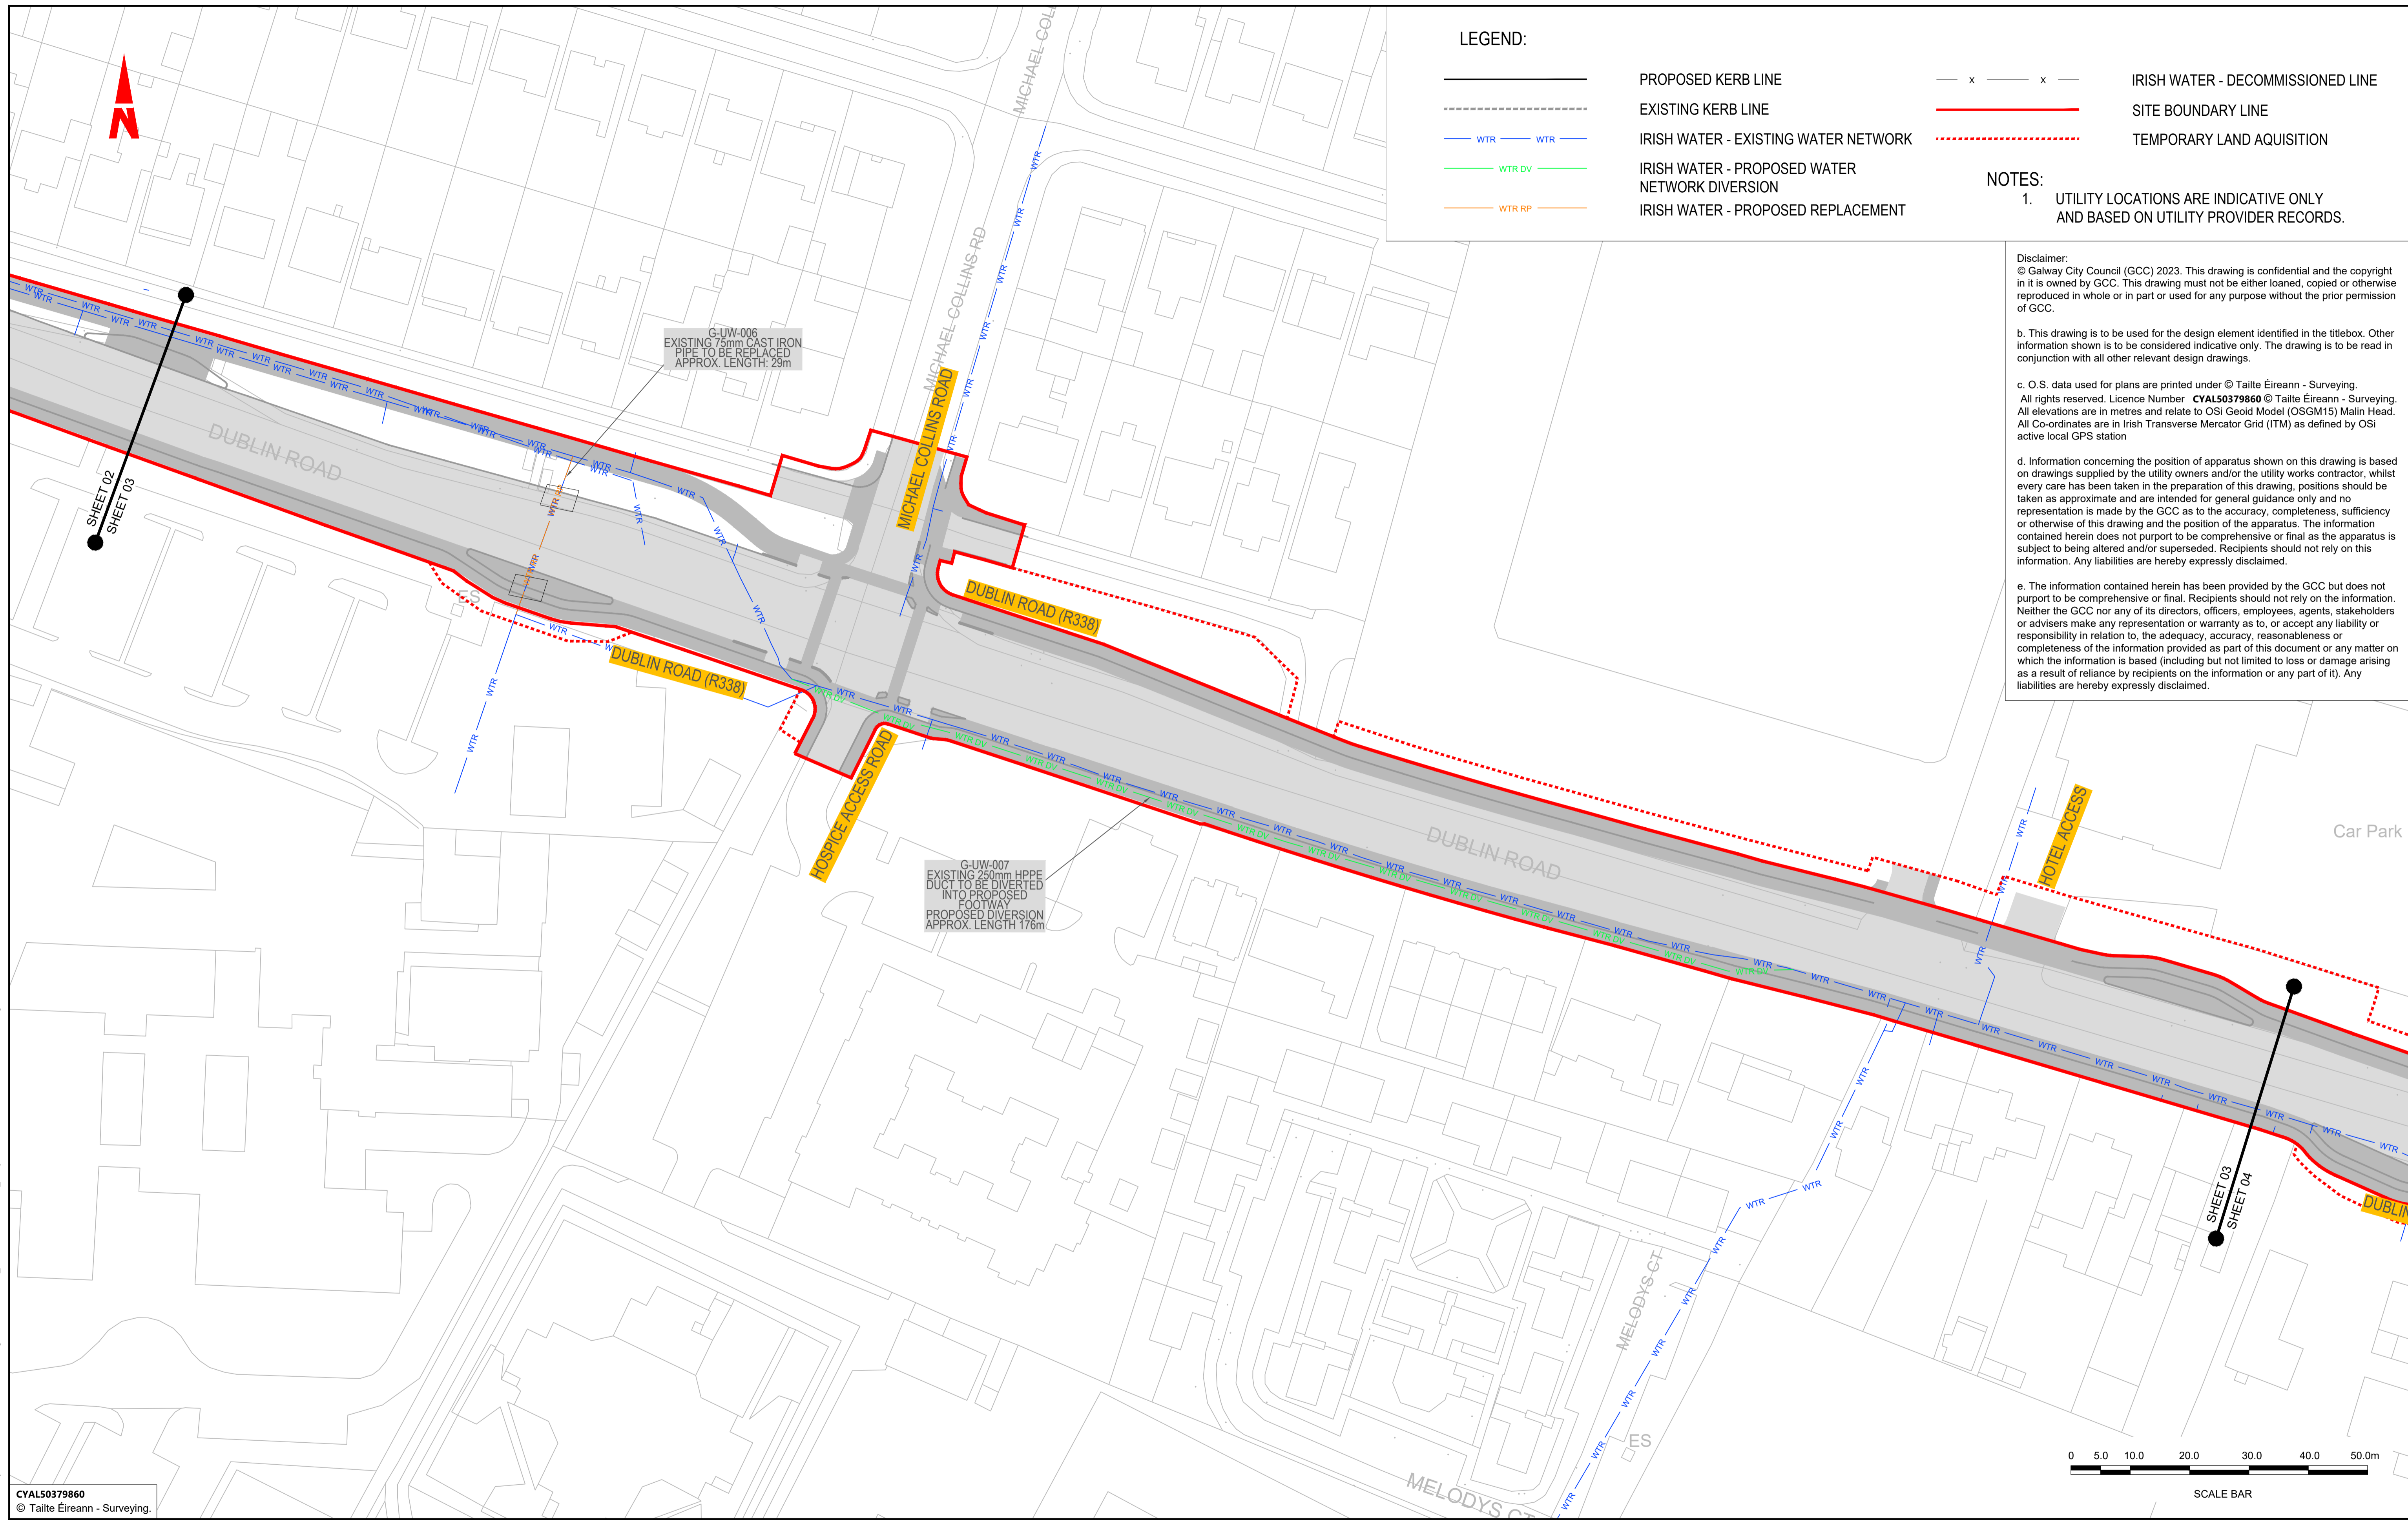 LEGEND:
PROPOSED KERB LINE
EXISTING KERB LINE
WTR WTR
IRISH WATER - EXISTING WATER NETWORK
WTR DV
IRISH WATER - PROPOSED WATER
NETWORK DIVERSION
WTR RP
IRISH WATER - PROPOSED REPLACEMENT
X X
IRISH WATER - DECOMMISSIONED LINE
SITE BOUNDARY LINE
TEMPORARY LAND AQUISITION
NOTES:
1. UTILITY LOCATIONS ARE INDICATIVE ONLY
AND BASED ON UTILITY PROVIDER RECORDS.
Disclaimer:
© Galway City Council (GCC) 2023. This drawing is confidential and the copyright
in it is owned by GCC. This drawing must not be either loaned, copied or otherwise
reproduced in whole or in part or used for any purpose without the prior permission
of GCC.
b. This drawing is to be used for the design element identified in the titlebox. Other
information shown is to be considered indicative only. The drawing is to be read in
conjunction with all other relevant design drawings.
c. O.S. data used for plans are printed under © Tailte Éireann - Surveying.
All rights reserved. Licence Number CYAL50379860 © Tailte Éireann - Surveying.
All elevations are in metres and relate to OSi Geoid Model (OSGM15) Malin Head.
All Co-ordinates are in Irish Transverse Mercator Grid (ITM) as defined by OSi
active local GPS station
d. Information concerning the position of apparatus shown on this drawing is based
on drawings supplied by the utility owners and/or the utility works contractor, whilst
every care has been taken in the preparation of this drawing, positions should be
taken as approximate and are intended for general guidance only and no
representation is made by the GCC as to the accuracy, completeness, sufficiency
or otherwise of this drawing and the position of the apparatus. The information
contained herein does not purport to be comprehensive or final as the apparatus is
subject to being altered and/or superseded. Recipients should not rely on this
information. Any liabilities are hereby expressly disclaimed.
e. The information contained herein has been provided by the GCC but does not
purport to be comprehensive or final. Recipients should not rely on the information.
Neither the GCC nor any of its directors, officers, employees, agents, stakeholders
or advisers make any representation or warranty as to, or accept any liability or
responsibility in relation to, the adequacy, accuracy, reasonableness or
completeness of the information provided as part of this document or any matter on
which the information is based (including but not limited to loss or damage arising
as a result of reliance by recipients on the information or any part of it). Any
liabilities are hereby expressly disclaimed.
N
MICHAEL COLL
MICHAEL COLLINS RD
MICHAEL COLLINS ROAD
G-UW-006
EXISTING 75mm CAST IRON
PIPE TO BE REPLACED
APPROX. LENGTH: 29m
DUBLIN ROAD
SHEET 02
SHEET 03
ES
DUBLIN ROAD (R338)
DUBLIN ROAD (R338)
HOSPICE ACCESS ROAD
G-UW-007
EXISTING 250mm HPPE
DUCT TO BE DIVERTED
INTO PROPOSED
FOOTWAY
PROPOSED DIVERSION
APPROX. LENGTH 176m
DUBLIN ROAD
HOTEL ACCESS
Car Park
SHEET 03
SHEET 04
DUBLIN
MELODYS CT
ES
MELODYS CT
0 5.0 10.0 20.0 30.0 40.0 50.0m
SCALE BAR
CYAL50379860
© Tailte Éireann - Surveying.